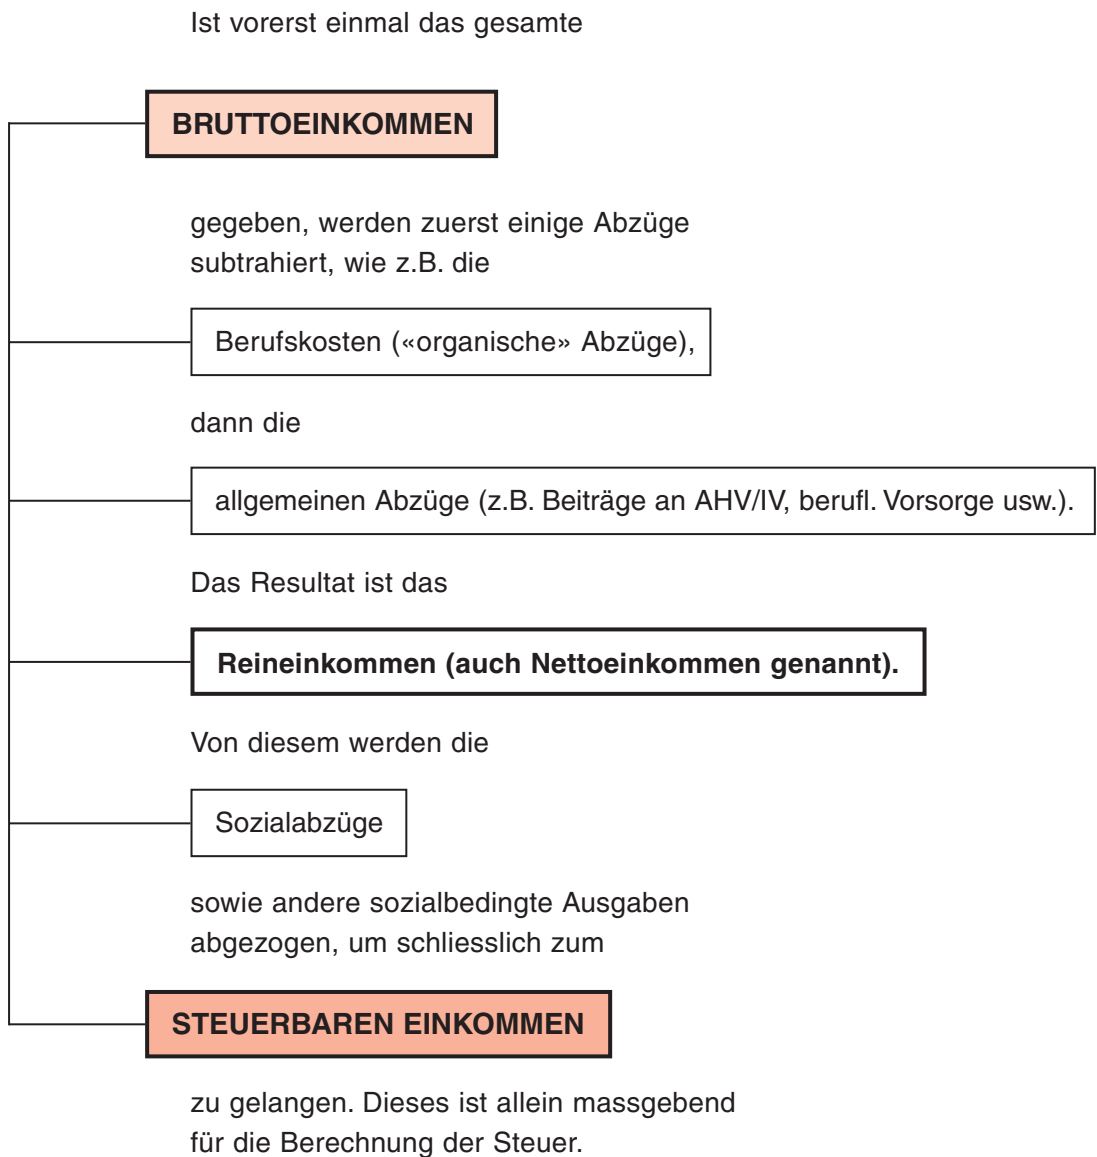 Ist vorerst einmal das gesamte
BRUTTOEINKOMMEN
gegeben, werden zuerst einige Abzüge
subtrahiert, wie z.B. die
Berufskosten («organische» Abzüge),
dann die
allgemeinen Abzüge (z.B. Beiträge an AHV/IV, berufl. Vorsorge usw.).
Das Resultat ist das
Reineinkommen (auch Nettoeinkommen genannt).
Von diesem werden die
Sozialabzüge
sowie andere sozialbedingte Ausgaben
abgezogen, um schliesslich zum
STEUERBAREN EINKOMMEN
zu gelangen. Dieses ist allein massgebend
für die Berechnung der Steuer.